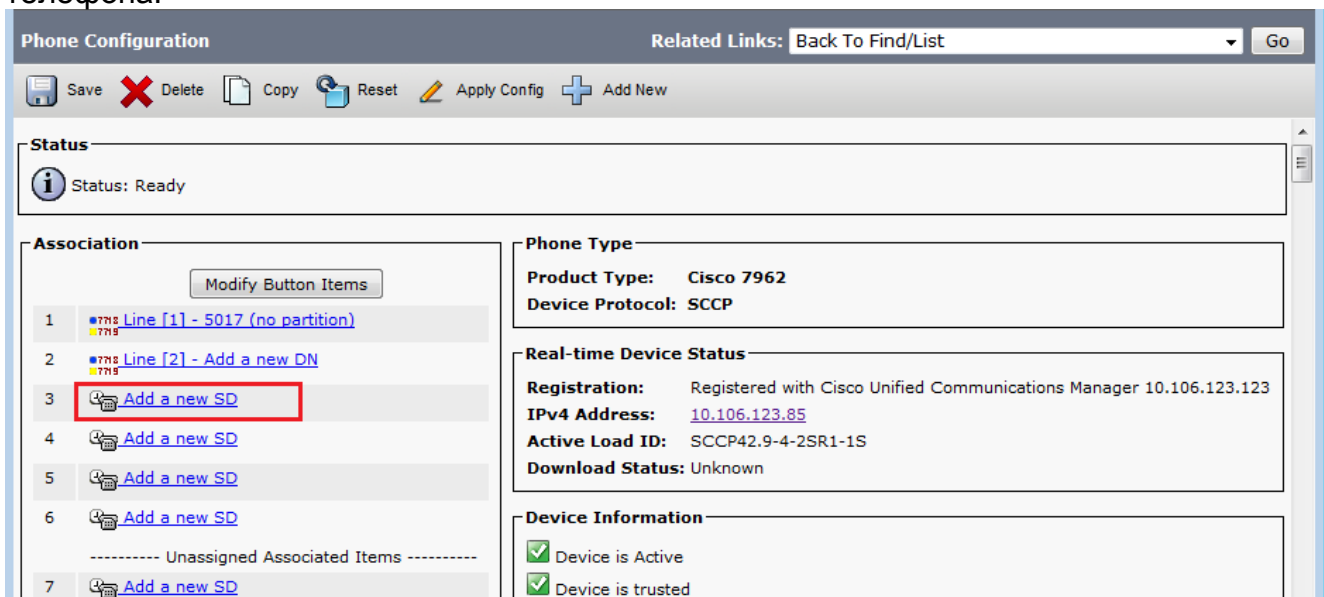 телефона.
Phone Configuration
Related Links: Back To Find/List Go
Save Delete Copy Reset Apply Config Add New
Status
Status: Ready
Association
Modify Button Items
1 Line [1] - 5017 (no partition)
2 Line [2] - Add a new DN
3 Add a new SD
4 Add a new SD
5 Add a new SD
6 Add a new SD
---------- Unassigned Associated Items ----------
7 Add a new SD
Phone Type
Product Type: Cisco 7962
Device Protocol: SCCP
Real-time Device Status
Registration: Registered with Cisco Unified Communications Manager 10.106.123.123
IPv4 Address: 10.106.123.85
Active Load ID: SCCP42.9-4-2SR1-1S
Download Status: Unknown
Device Information
Device is Active
Device is trusted